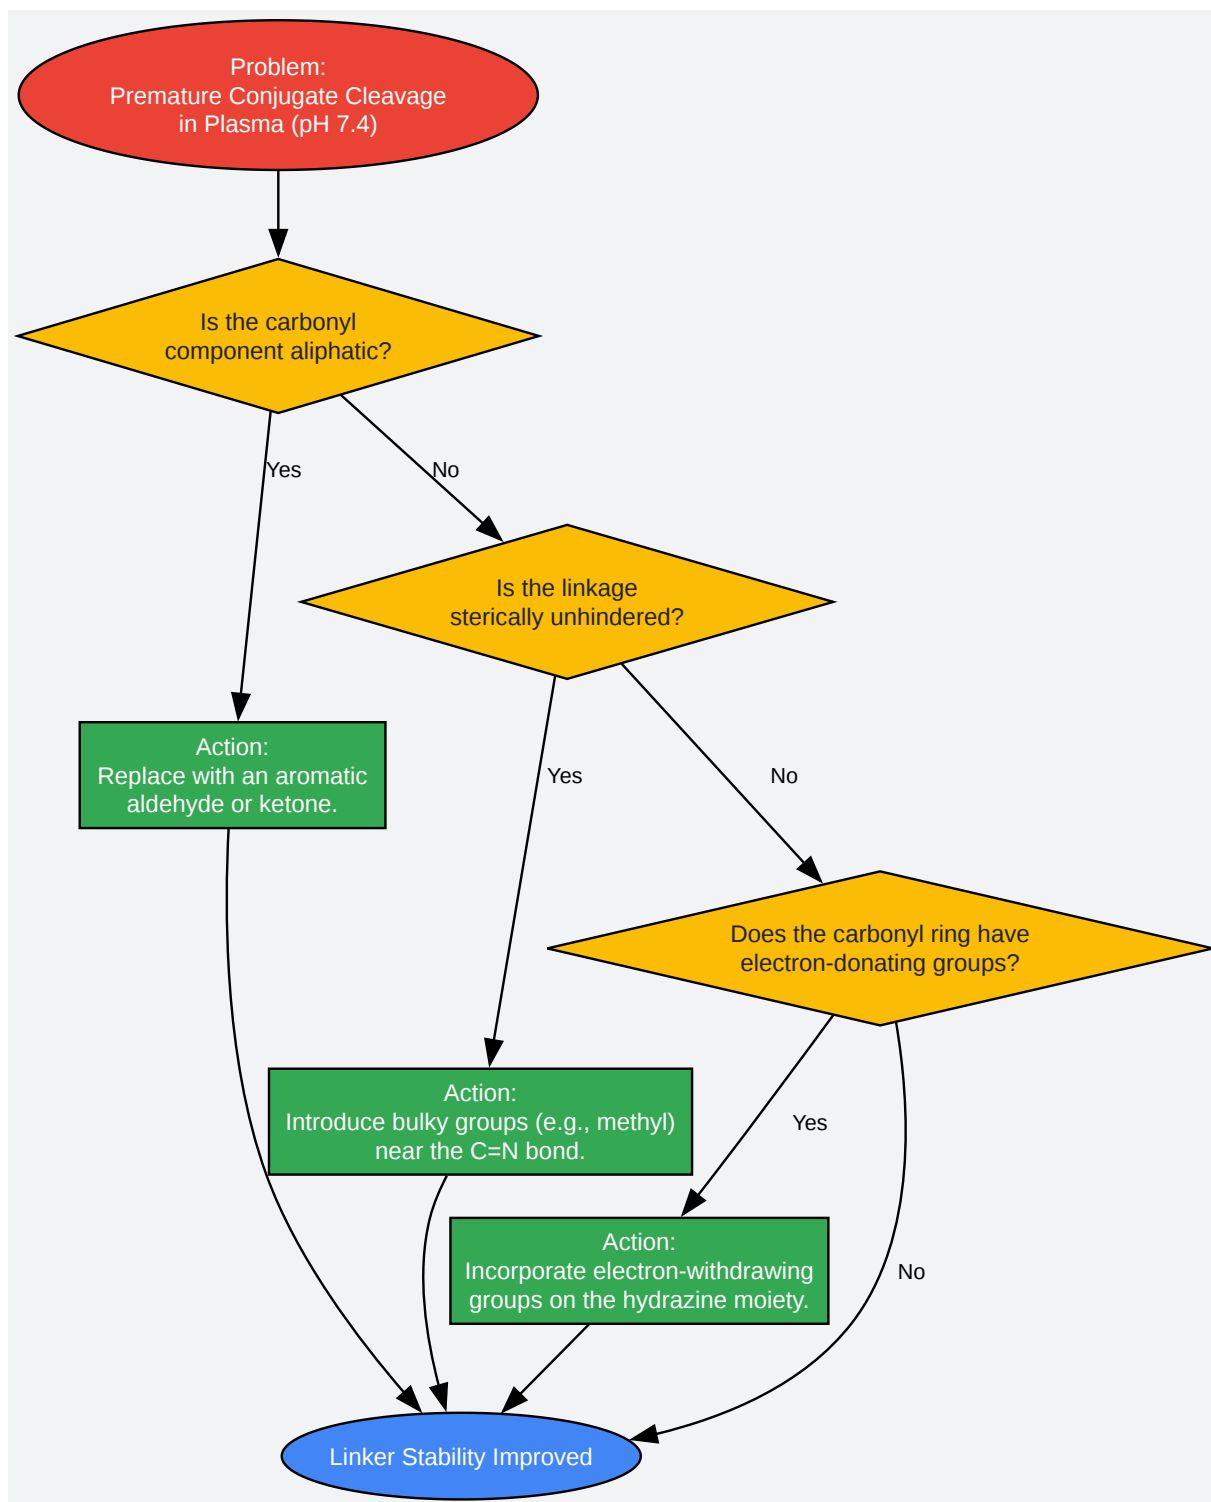 Problem:
Premature Conjugate Cleavage
in Plasma (pH 7.4)
Is the carbonyl
component aliphatic?
Yes
No
Is the linkage
sterically unhindered?
Action:
Replace with an aromatic
aldehyde or ketone.
Yes
No
Does the carbonyl ring have
electron-donating groups?
Action:
Introduce bulky groups (e.g., methyl)
near the C=N bond.
Yes
Action:
Incorporate electron-withdrawing
groups on the hydrazine moiety.
No
Linker Stability Improved